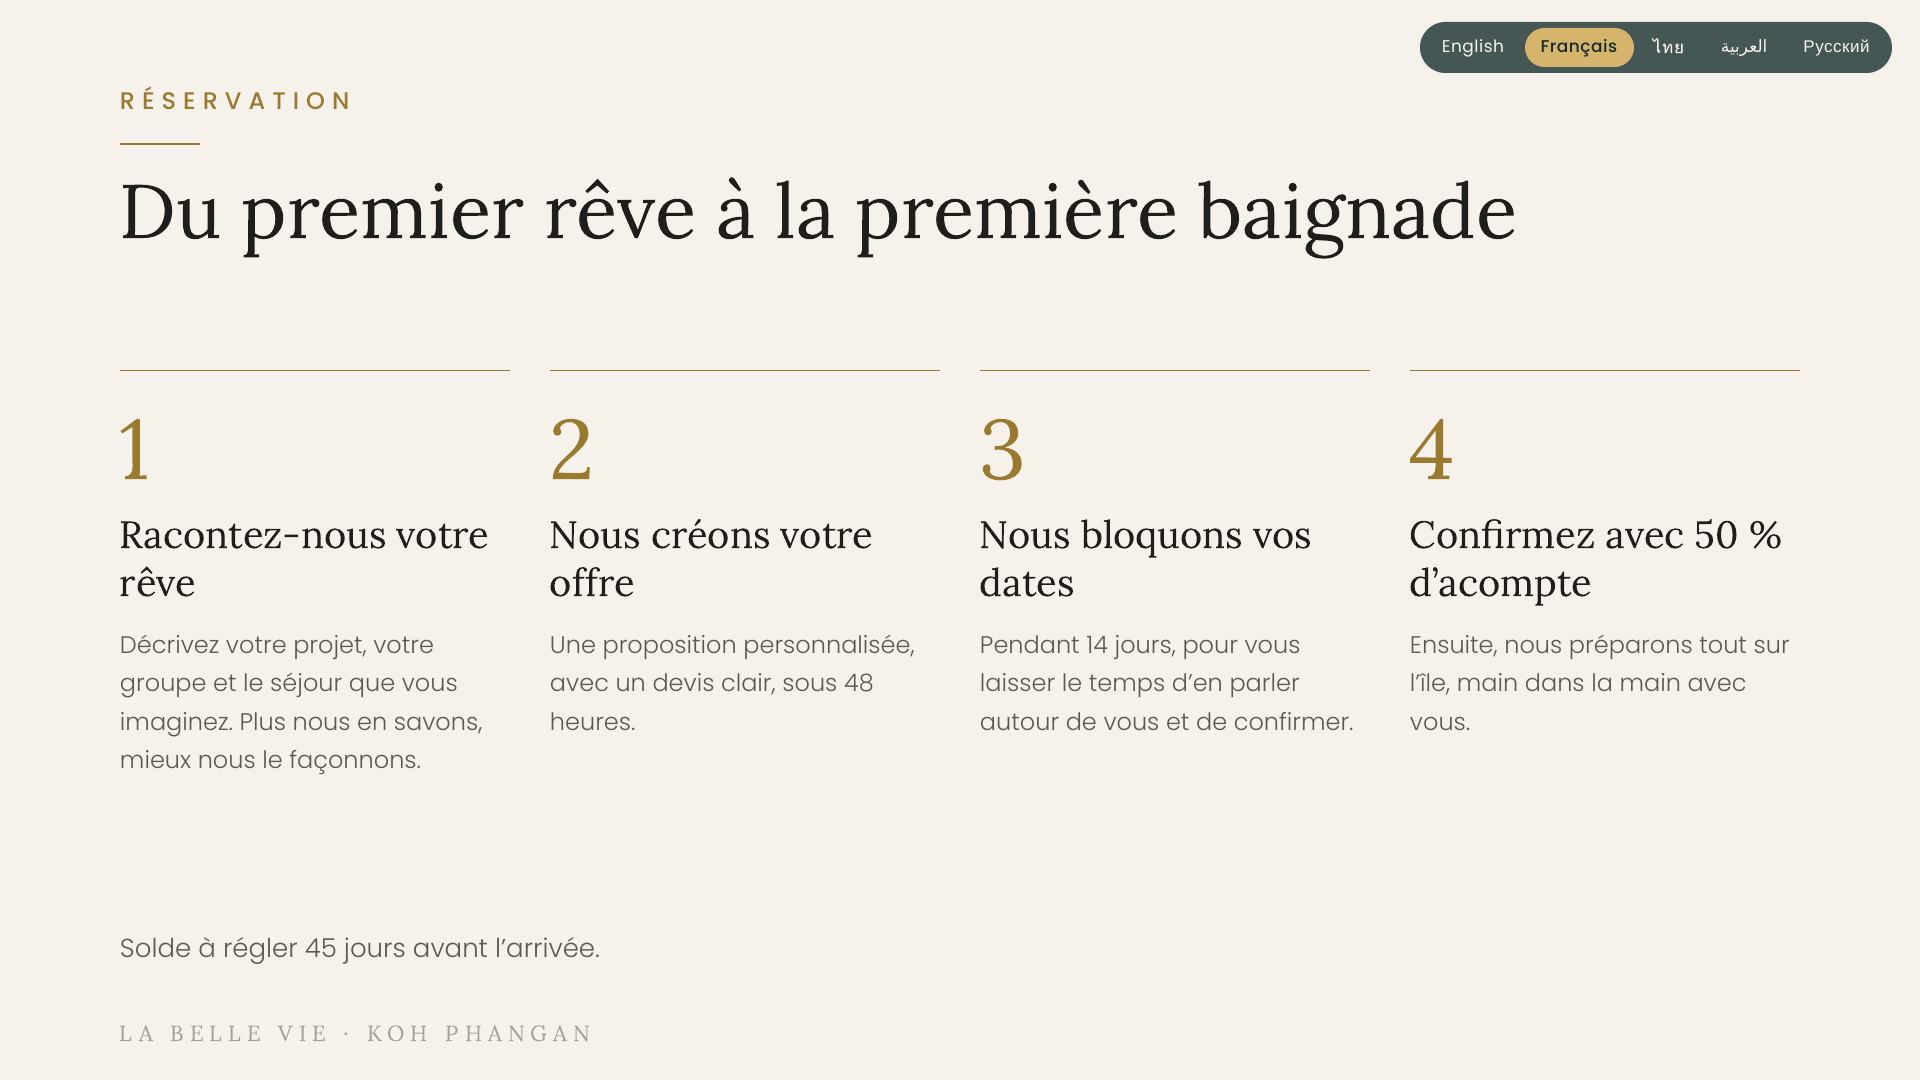 English Français ไทย العربية Русский
RÉSERVATION
Du premier rêve à la première baignade
1
Racontez-nous votre
rêve
Décrivez votre projet, votre
groupe et le séjour que vous
imaginez. Plus nous en savons,
mieux nous le façonnons.
2
Nous créons votre
offre
Une proposition personnalisée,
avec un devis clair, sous 48
heures.
3
Nous bloquons vos
dates
Pendant 14 jours, pour vous
laisser le temps d’en parler
autour de vous et de confirmer.
4
Confirmez avec 50 %
d’acompte
Ensuite, nous préparons tout sur
l’île, main dans la main avec
vous.
Solde à régler 45 jours avant l’arrivée.
LA BELLE VIE · KOH PHANGAN